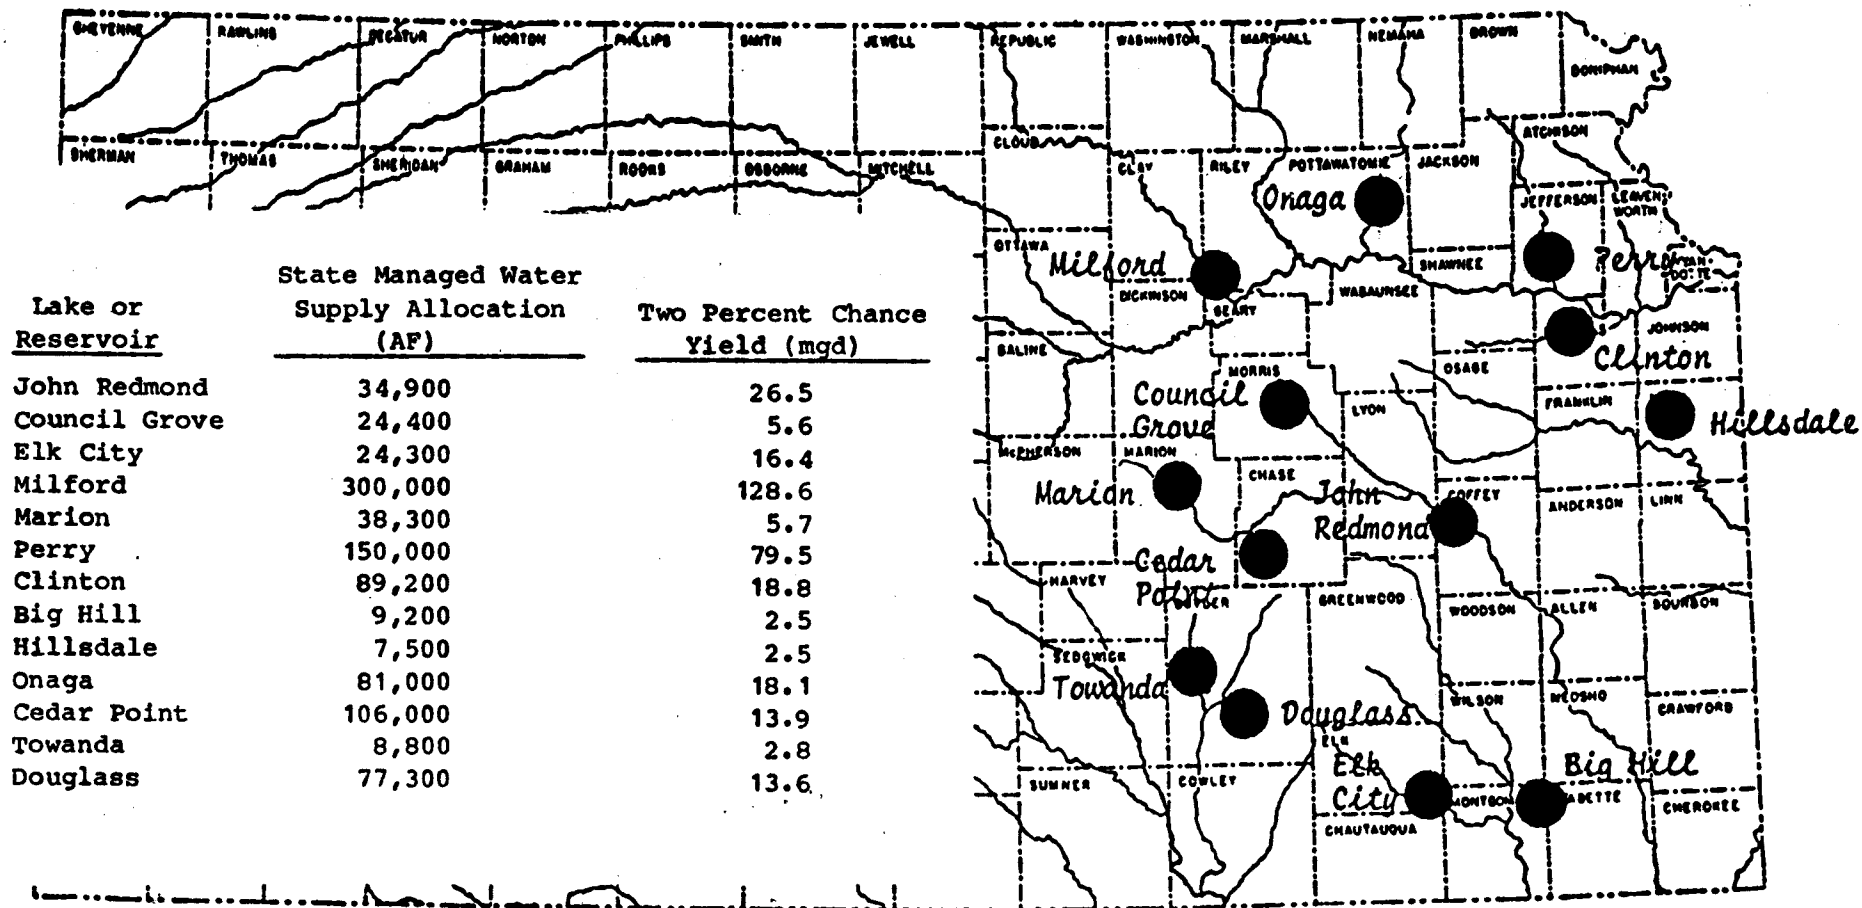 CHEYENNE RAWLINS DECATUR NORTON PHILLIPS SMITH JEWELL REPUBLIC WASHINGTON MARSHALL NEMAHA BROWN
DONIPHAN
CLOUD ATCHISON
SHERMAN THOMAS SHERIDAN GRAHAM ROOKS OSBORNE MITCHELL CLAY RILEY POTTAWATOMIE JACKSON
Onaga JEFFERSON LEAVEN-
WORTH
OTTAWA
Milford SHAWNEE Perry WYAN-
DOTTE
DICKINSON GEARY WABAUNSEE
SALINE JOHNSON
Clinton
MORRIS OSAGE
Council
Grove LYON FRANKLIN
Hillsdale
McPHERSON MARION CHASE
Marion John
Redmond COFFEY ANDERSON LINN
Cedar
Point
HARVEY BUTLER GREENWOOD WOODSON ALLEN BOURBON
SEDGWICK
Towanda
Douglass WILSON NEOSHO CRAWFORD
ELK
Elk
City Big Hill
SUMNER COWLEY MONTGOM ABETTE CHEROKEE
CHAUTAUQUA
Lake or
Reservoir
State Managed Water
Supply Allocation
(AF)
Two Percent Chance
Yield (mgd)
John Redmond 34,900 26.5
Council Grove 24,400 5.6
Elk City 24,300 16.4
Milford 300,000 128.6
Marion 38,300 5.7
Perry 150,000 79.5
Clinton 89,200 18.8
Big Hill 9,200 2.5
Hillsdale 7,500 2.5
Onaga 81,000 18.1
Cedar Point 106,000 13.9
Towanda 8,800 2.8
Douglass 77,300 13.6